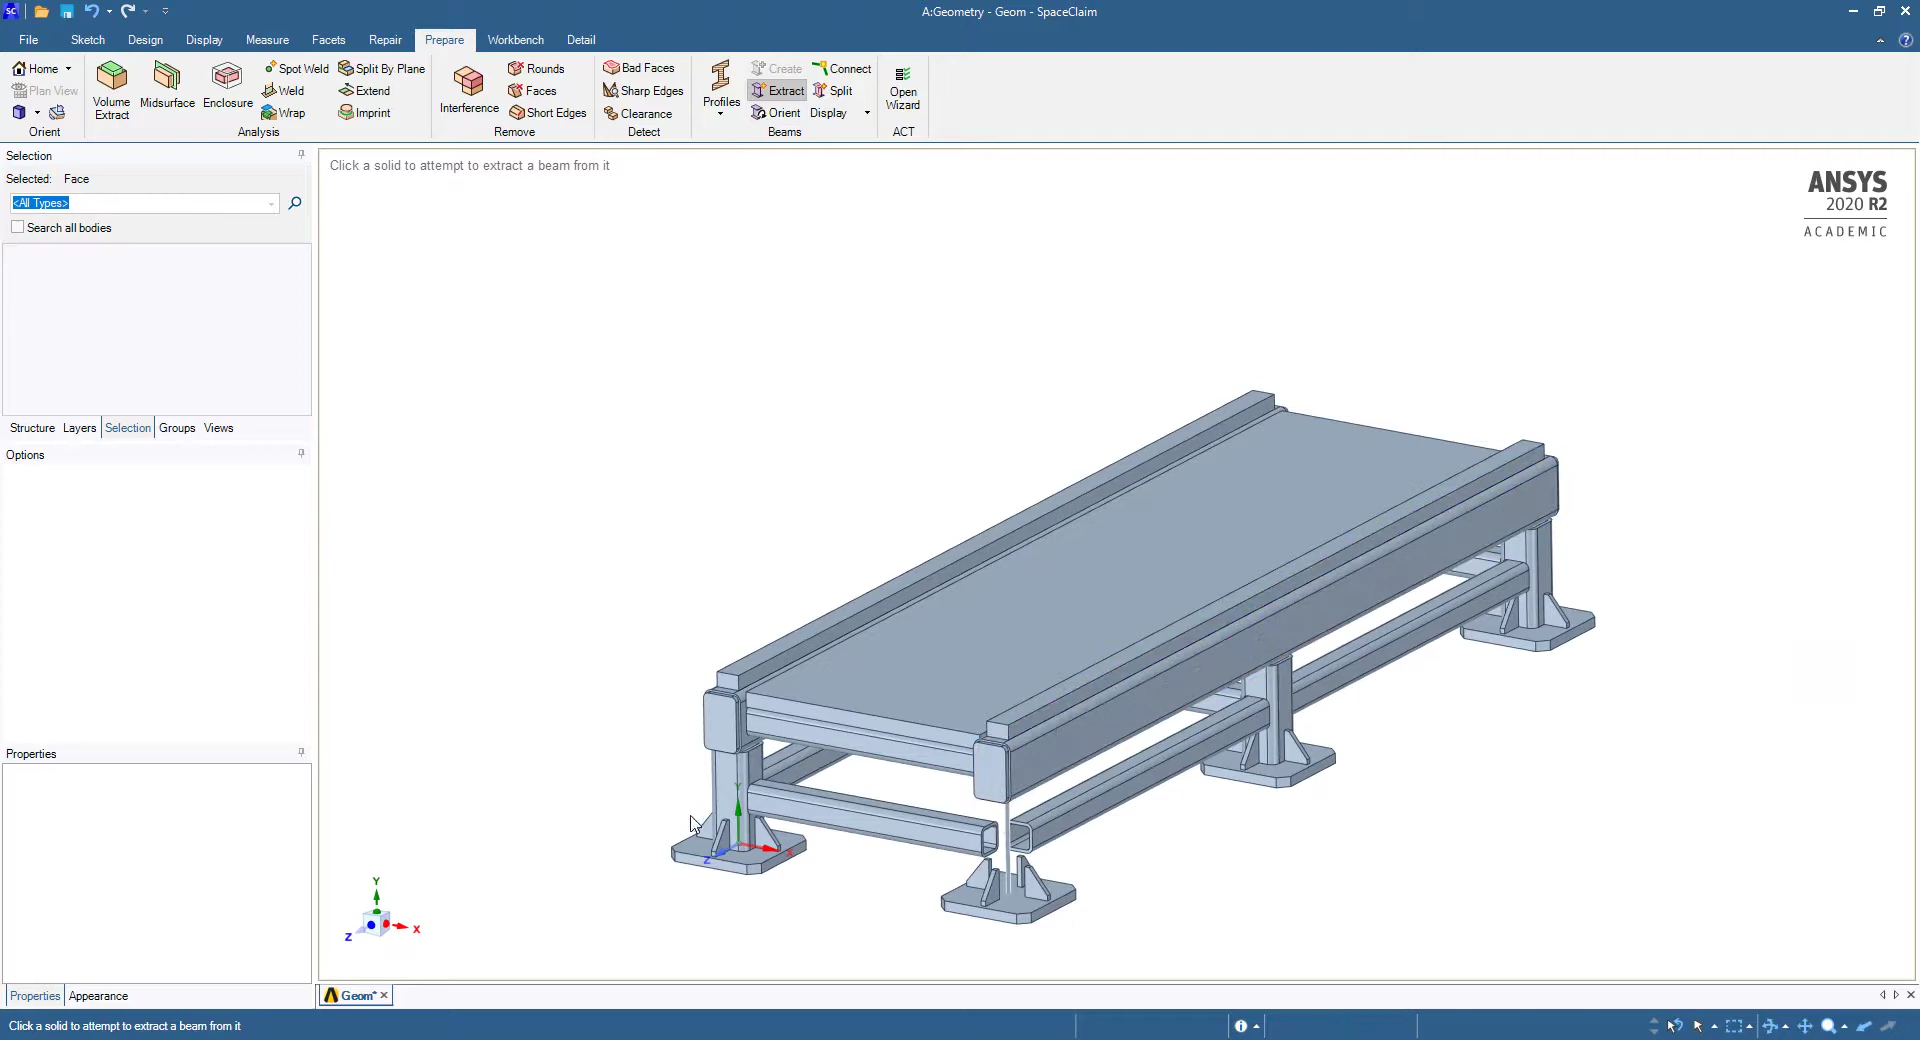 SC
A:Geometry - Geom - SpaceClaim
File Sketch Design Display Measure Facets Repair Prepare Workbench Detail
Home
Plan View
Orient
Volume Extract
Midsurface
Enclosure
Spot Weld
Weld
Wrap
Split By Plane
Extend
Imprint
Analysis
Interference
Rounds
Faces
Short Edges
Remove
Bad Faces
Sharp Edges
Clearance
Detect
Profiles
Create
Extract
Orient
Connect
Split
Display
Beams
Open Wizard
ACT
Selection
Selected: Face
<All Types>
Search all bodies
Structure Layers Selection Groups Views
Options
Properties
Properties Appearance
Click a solid to attempt to extract a beam from it
ANSYS
2020 R2
ACADEMIC
Y
X
Z
Y
X
Z
Geom*
Click a solid to attempt to extract a beam from it